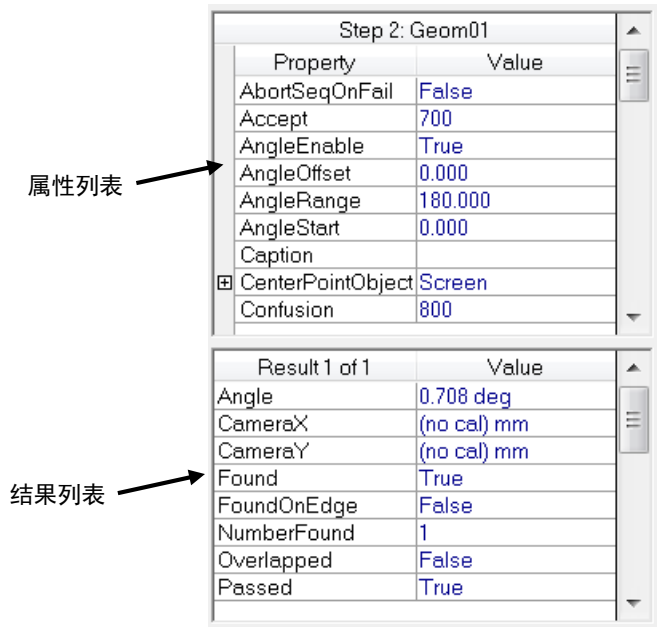 Step 2: Geom01
Property Value
AbortSeqOnFail False
Accept 700
AngleEnable True
AngleOffset 0.000
AngleRange 180.000
AngleStart 0.000
Caption
CenterPointObject Screen
Confusion 800
属性列表
Result 1 of 1 Value
Angle 0.708 deg
CameraX (no cal) mm
CameraY (no cal) mm
Found True
FoundOnEdge False
NumberFound 1
Overlapped False
Passed True
结果列表